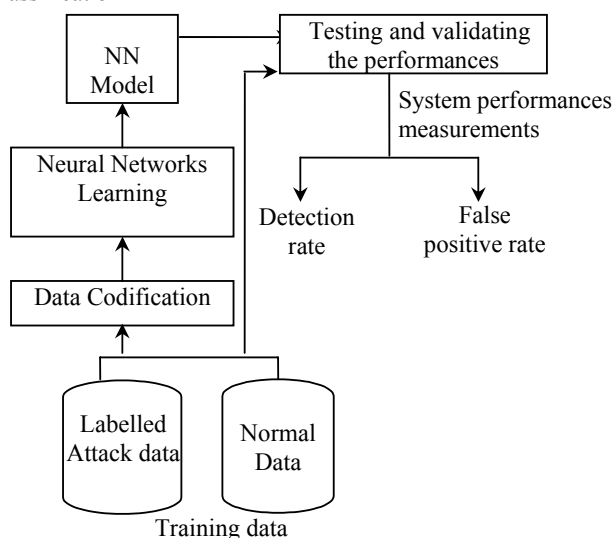 NN
Model
Testing and validating
the performances
System performances
measurements
Neural Networks
Learning
Detection
rate
False
positive rate
Data Codification
Labelled
Attack data
Normal
Data
Training data